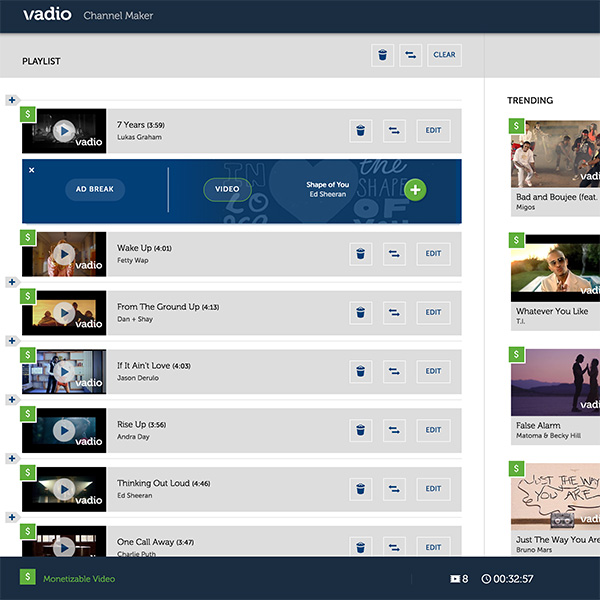 vadio Channel Maker
PLAYLIST
CLEAR
7 Years (3:59)
Lukas Graham
EDIT
vadio
AD BREAK
VIDEO
Shape of You
Ed Sheeran
IN
LO
the
SHAPE
OF
You
Wake Up (4:01)
Fetty Wap
EDIT
vadio
From The Ground Up (4:13)
Dan + Shay
EDIT
vadio
If It Ain't Love (4:03)
Jason Derulo
EDIT
vadio
Rise Up (3:56)
Andra Day
EDIT
vadio
Thinking Out Loud (4:46)
Ed Sheeran
EDIT
vadio
One Call Away (3:47)
Charlie Puth
EDIT
vadio
TRENDING
$
vadi
Bad and Boujee (feat.
Migos
$
vadi
Whatever You Like
T.I.
$
vadi
False Alarm
Matoma & Becky Hill
$
JUST THE WAY
YOU ARE
vadi
Just The Way You Are
Bruno Mars
$ Monetizable Video
8
00:32:57